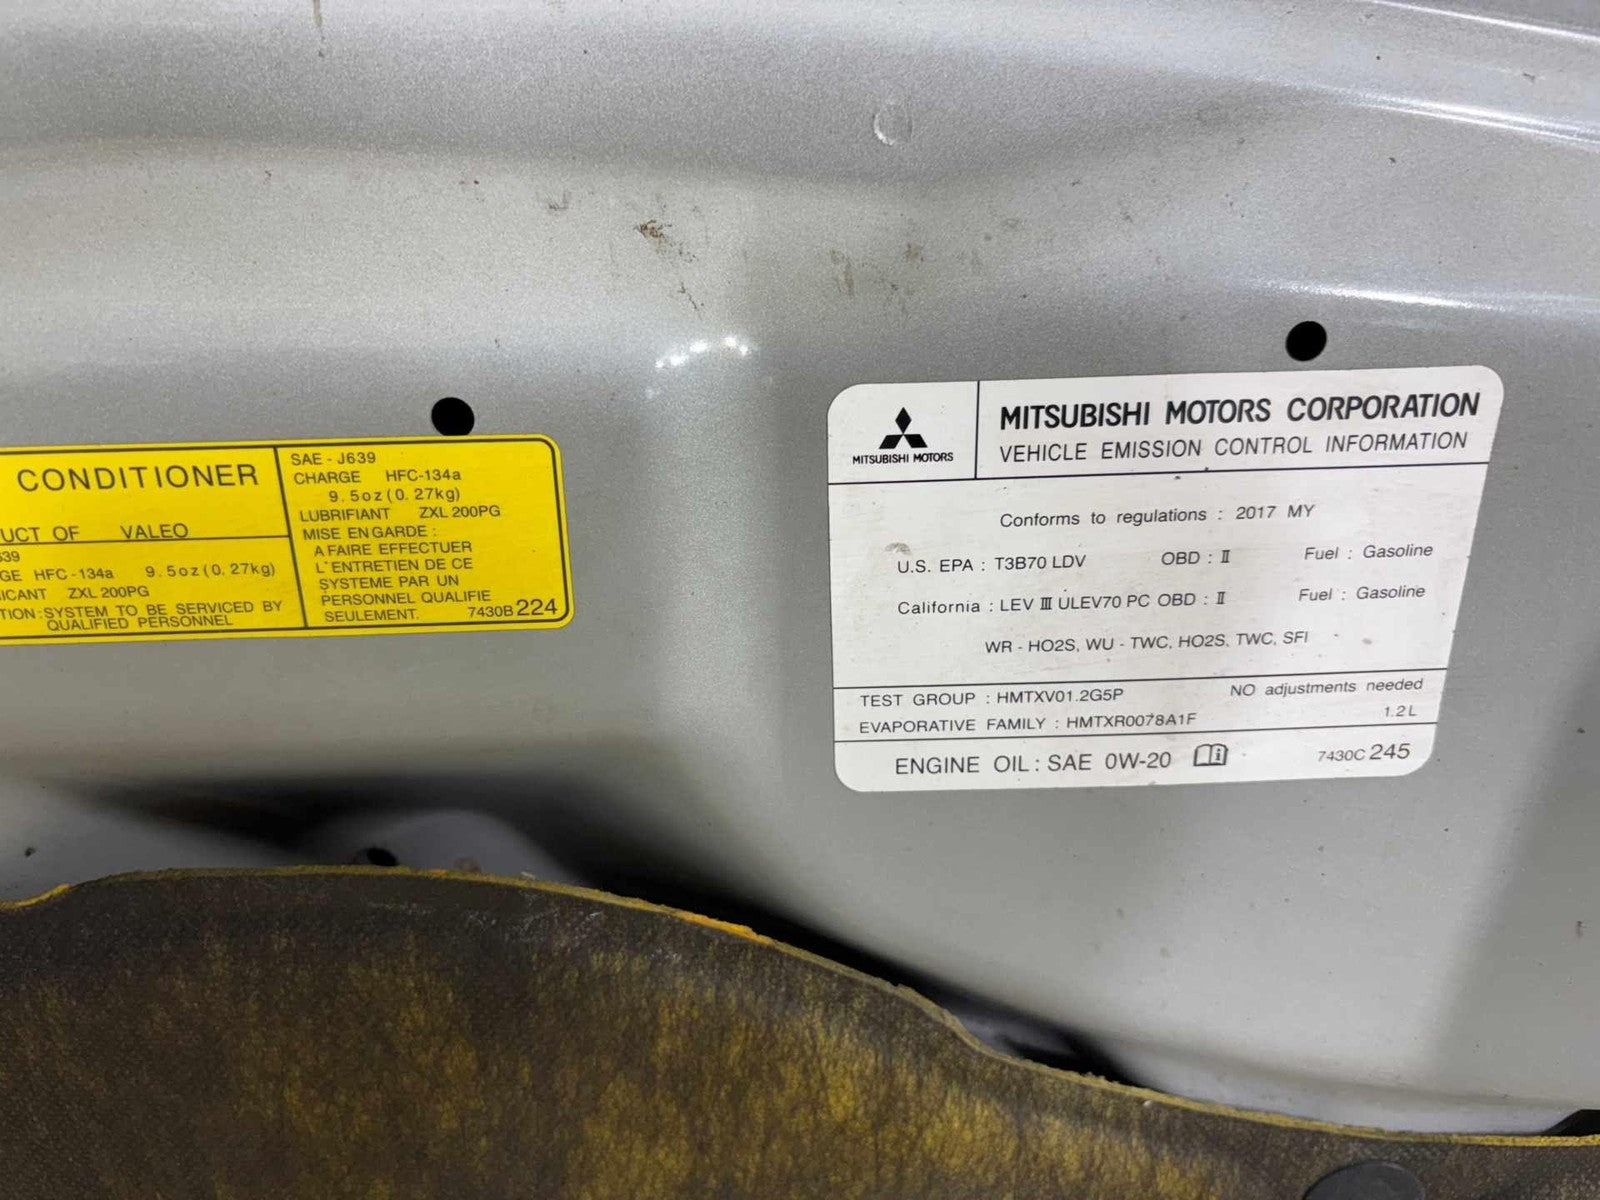 CONDITIONER
UCT OF VALEO
639
GE HFC-134a 9.5oz(0.27kg)
ICANT ZXL 200PG
TION: SYSTEM TO BE SERVICED BY
QUALIFIED PERSONNEL
SAE - J639
CHARGE HFC-134a
9.5oz(0.27kg)
LUBRIFIANT ZXL 200PG
MISE EN GARDE :
A FAIRE EFFECTUER
L'ENTRETIEN DE CE
SYSTEME PAR UN
PERSONNEL QUALIFIE
SEULEMENT. 7430B 224
MITSUBISHI MOTORS
MITSUBISHI MOTORS CORPORATION
VEHICLE EMISSION CONTROL INFORMATION
Conforms to regulations : 2017 MY
U.S. EPA : T3B70 LDV OBD : II Fuel : Gasoline
California : LEV III ULEV70 PC OBD : II Fuel : Gasoline
WR - HO2S, WU - TWC, HO2S, TWC, SFI
TEST GROUP : HMTXV01.2G5P NO adjustments needed
EVAPORATIVE FAMILY : HMTXR0078A1F 1.2 L
ENGINE OIL : SAE 0W-20 7430C 245